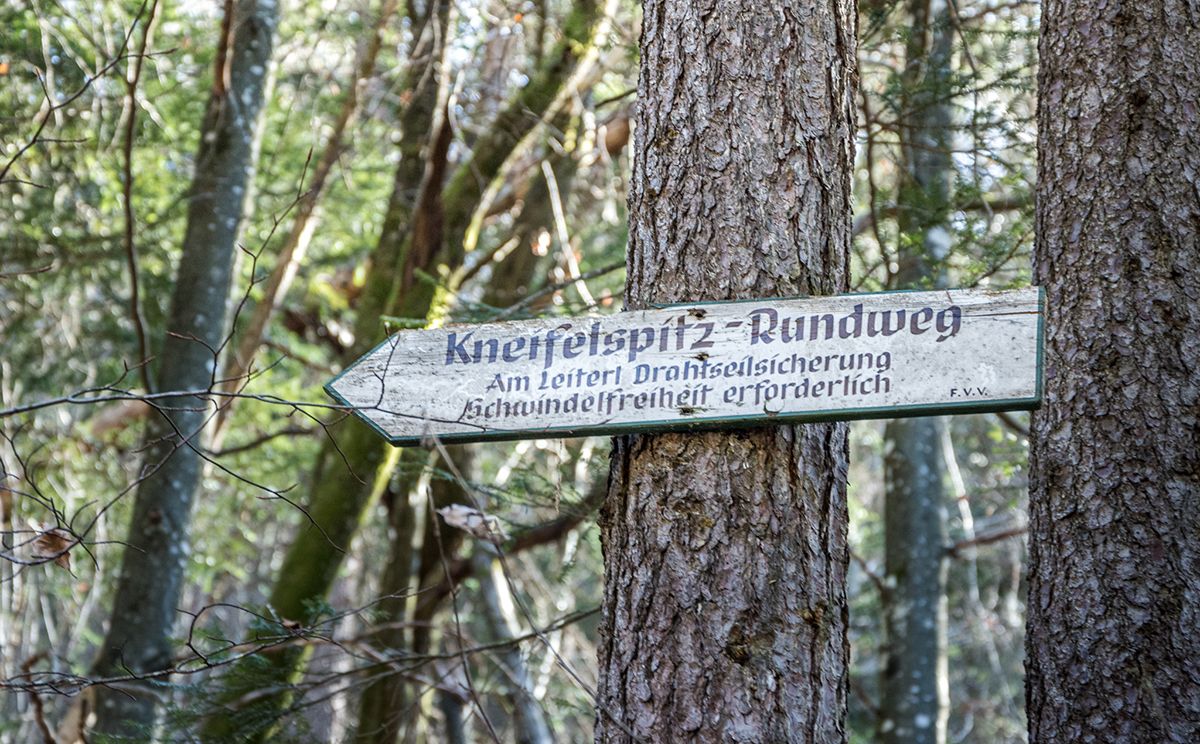 Kneifelspitz-Rundweg
Am Leiterl Drahtseilsicherung
Schwindelfreiheit erforderlich
F.V.V.